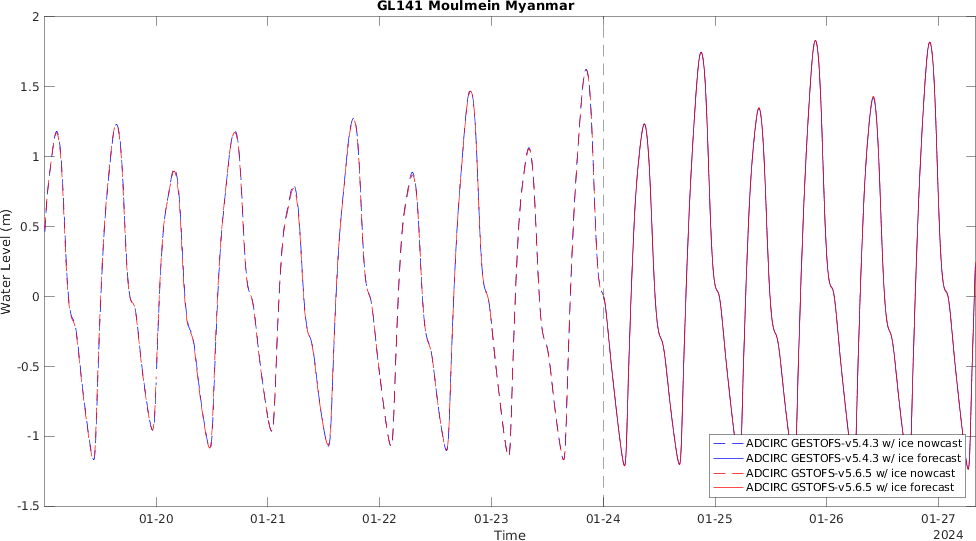 GL141 Moulmein Myanmar
2
1.5
1
0.5
0
-0.5
-1
-1.5
Water Level (m)
01-20
01-21
01-22
01-23
01-24
01-25
01-26
01-27
Time
2024
ADCIRC GESTOFS-v5.4.3 w/ ice nowcast
ADCIRC GESTOFS-v5.4.3 w/ ice forecast
ADCIRC GSTOFS-v5.6.5 w/ ice nowcast
ADCIRC GSTOFS-v5.6.5 w/ ice forecast